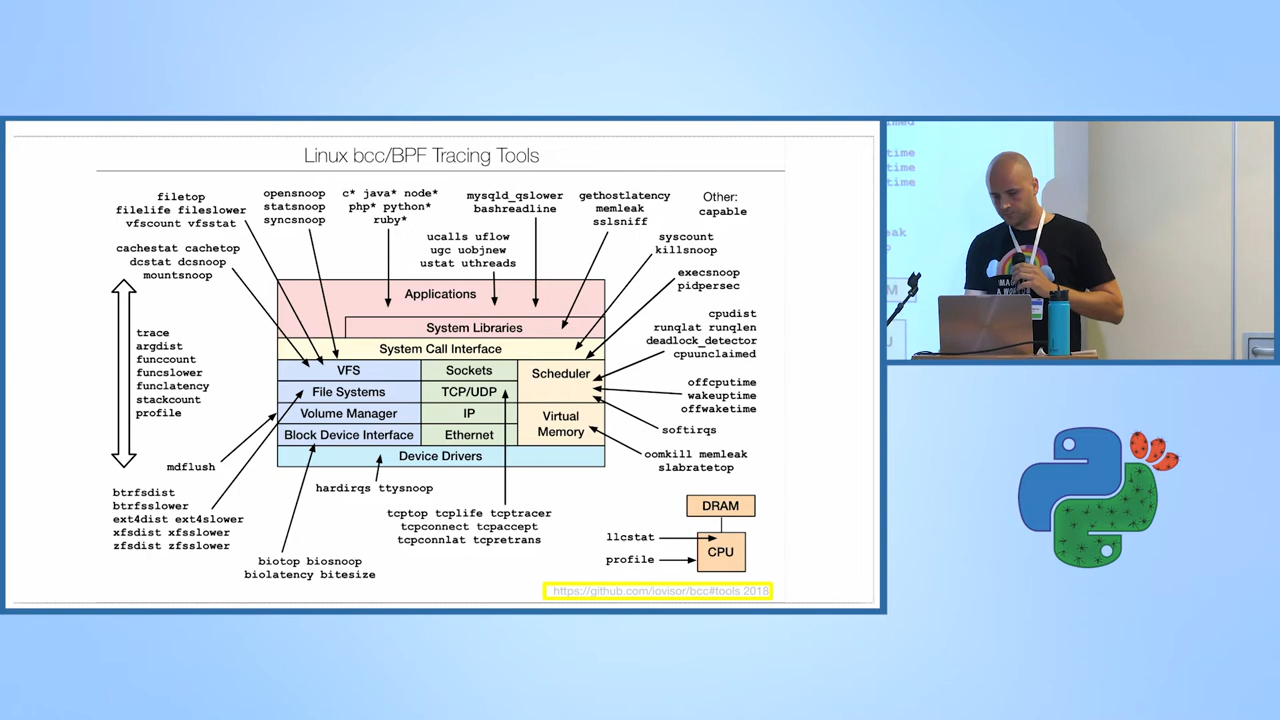 Linux bcc/BPF Tracing Tools
filetop
filelife fileslower
vfscount vfsstat
opensnoop
statsnoop
syncsnoop
c* java* node*
php* python*
ruby*
mysqld_qslower
bashreadline
gethostlatency
memleak
sslsniff
Other:
capable
cachestat cachetop
dcstat dcsnoop
mountsnoop
ucalls uflow
ugc uobjnew
ustat uthreads
syscount
killsnoop
execsnoop
pidpersec
Applications
System Libraries
System Call Interface
trace
argdist
funccount
funcslower
funclatency
stackcount
profile
VFS
File Systems
Volume Manager
Block Device Interface
Sockets
TCP/UDP
IP
Ethernet
Scheduler
Virtual
Memory
Device Drivers
cpudist
runqlat runqlen
deadlock_detector
cpuunclaimed
offcputime
wakeuptime
offwaketime
softirqs
oomkill memleak
slabratetop
mdflush
hardirqs ttysnoop
btrfsdist
btrfsslower
ext4dist ext4slower
xfsdist xfsslower
zfsdist zfsslower
tcptop tcplife tcptracer
tcpconnect tcpaccept
tcpconnlat tcpretrans
biotop biosnoop
biolatency bitesize
DRAM
llcstat
CPU
profile
https://github.com/iovisor/bcc#tools 2018
time
time
time